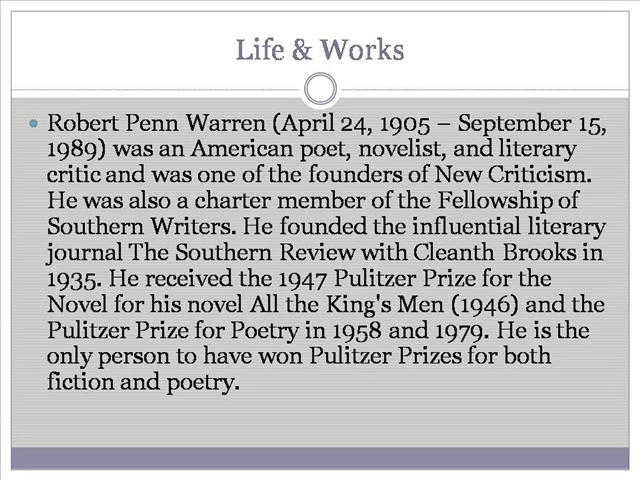 Life & Works
Robert Penn Warren (April 24, 1905 – September 15,
1989) was an American poet, novelist, and literary
critic and was one of the founders of New Criticism.
He was also a charter member of the Fellowship of
Southern Writers. He founded the influential literary
journal The Southern Review with Cleanth Brooks in
1935. He received the 1947 Pulitzer Prize for the
Novel for his novel All the King's Men (1946) and the
Pulitzer Prize for Poetry in 1958 and 1979. He is the
only person to have won Pulitzer Prizes for both
fiction and poetry.